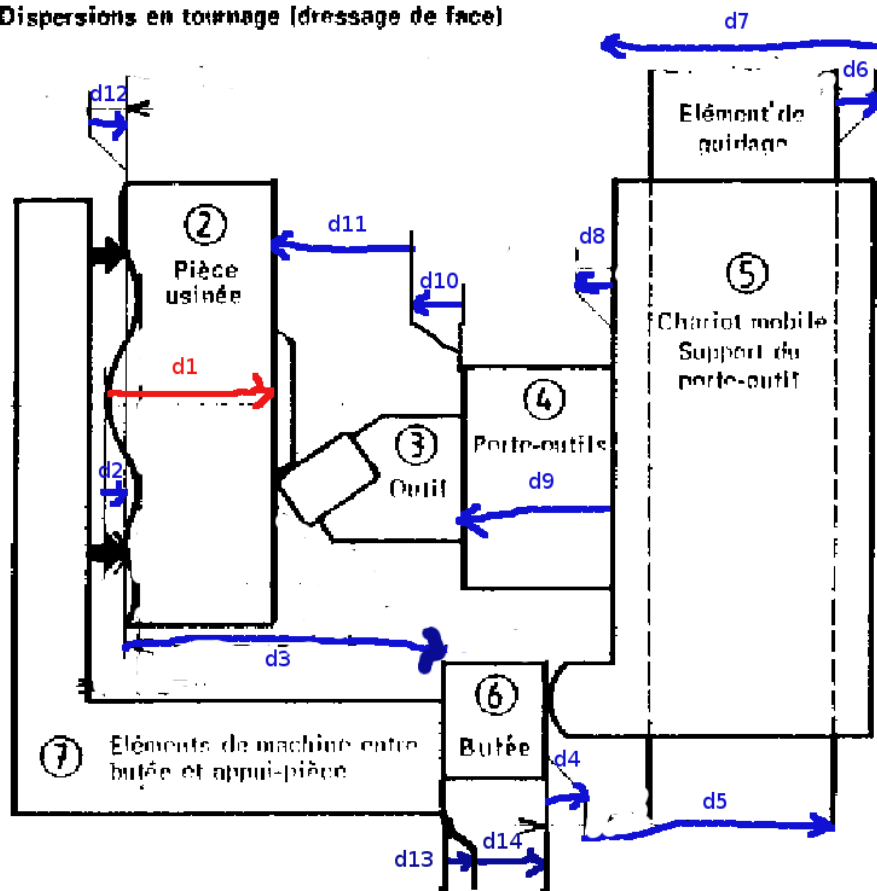 Dispersions en tournage (dressage de face)
d7
d12
d6
Elément de
guidage
2
Pièce
usinée
d11
d8
d10
5
Chariot mobile
Support du
porte-outil
d1
4
Porte-outils
3
Outil
d2
d9
d3
6
Butée
7
Eléments de machine entre
butée et appui-pièce
d4
d5
d13
d14